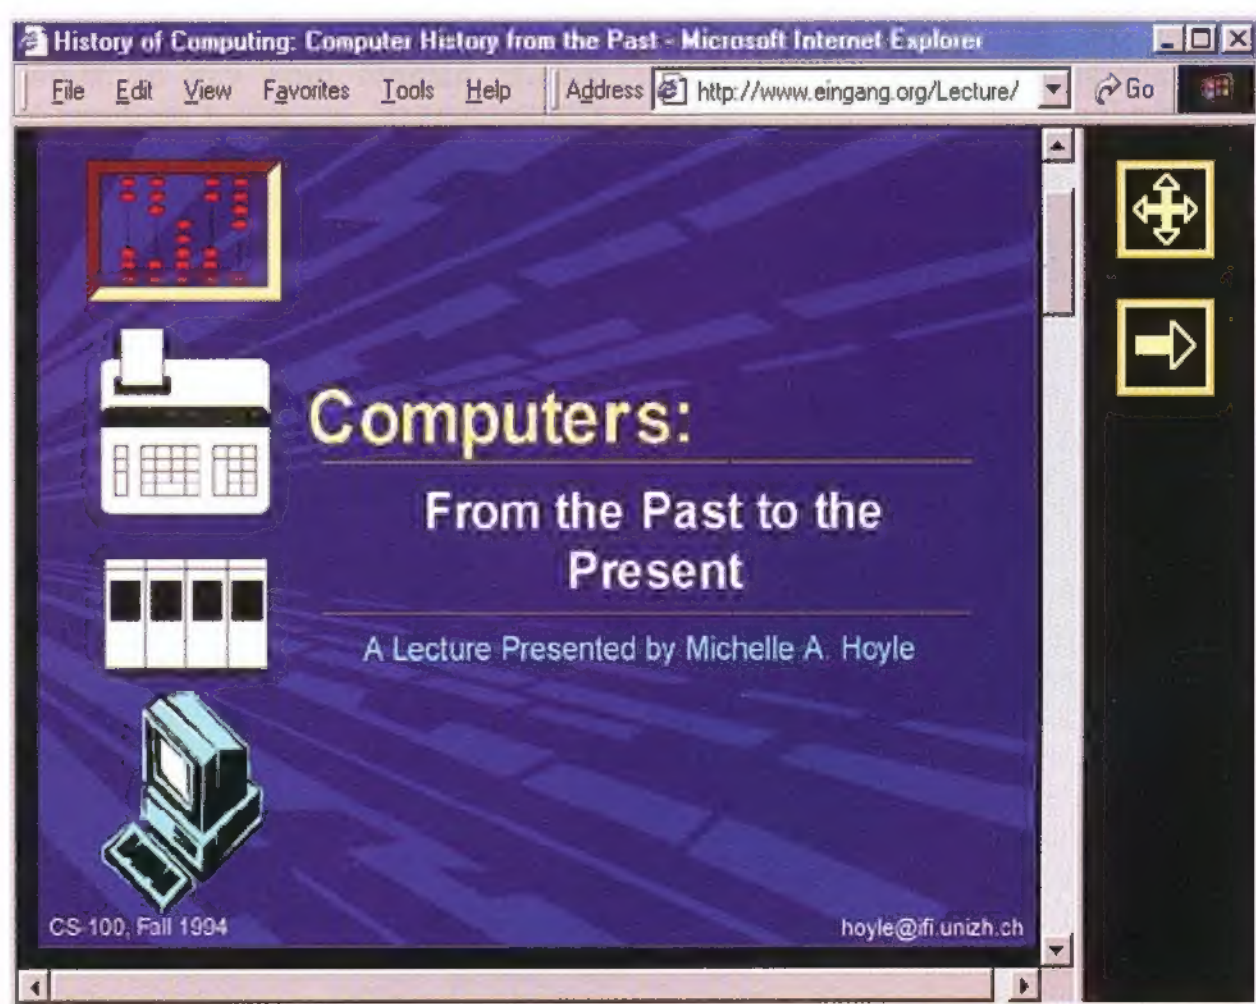 History of Computing: Computer History from the Past - Microsoft Internet Explorer
File Edit View Favorites Tools Help Address http://www.eingang.org/Lecture/ Go
Computers:
From the Past to the
Present
A Lecture Presented by Michelle A. Hoyle
CS-100, Fall 1994
hoyle@ifi.unizh.ch